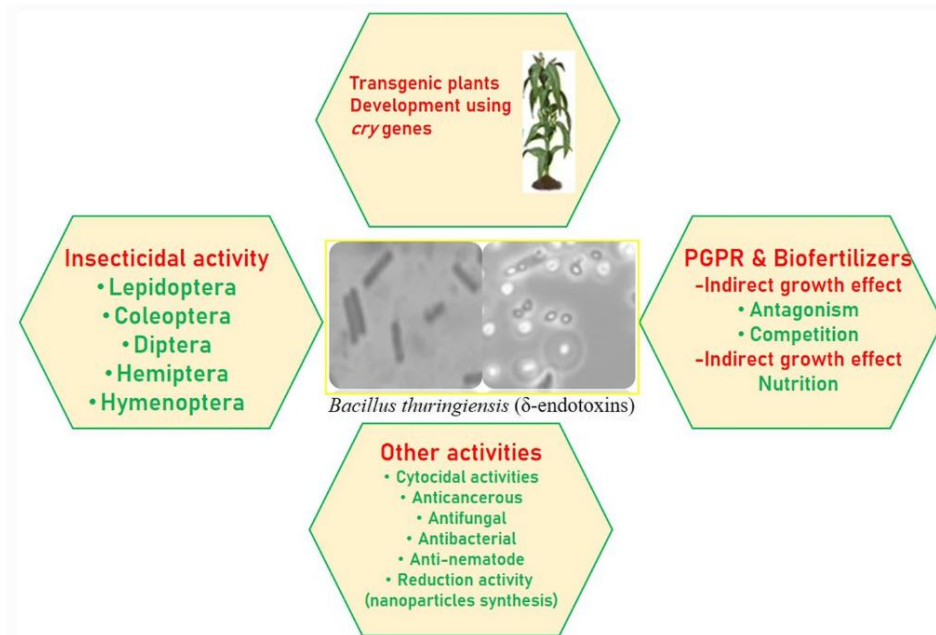 Transgenic plants
Development using
cry genes
Insecticidal activity
• Lepidoptera
• Coleoptera
• Diptera
• Hemiptera
• Hymenoptera
PGPR & Biofertilizers
-Indirect growth effect
• Antagonism
• Competition
-Indirect growth effect
Nutrition
Bacillus thuringiensis (δ-endotoxins)
Other activities
• Cytocidal activities
• Anticancerous
• Antifungal
• Antibacterial
• Anti-nematode
• Reduction activity
(nanoparticles synthesis)